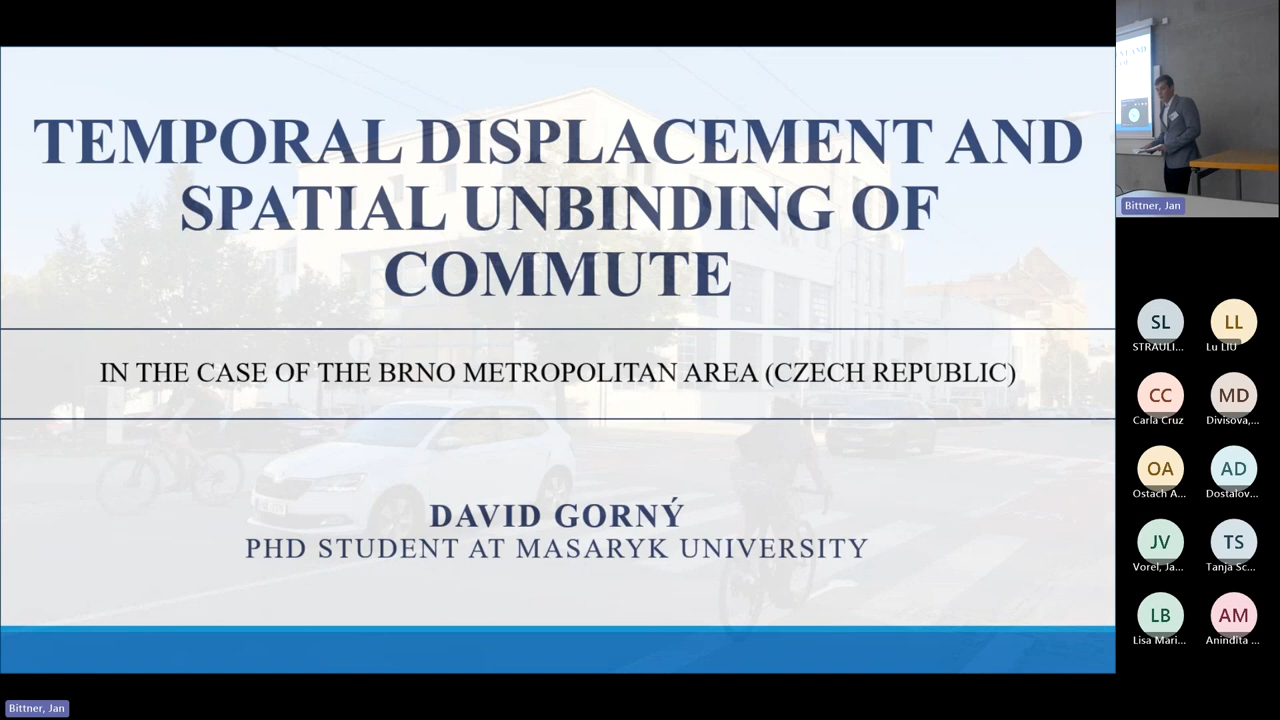 TEMPORAL DISPLACEMENT AND
SPATIAL UNBINDING OF
COMMUTE
IN THE CASE OF THE BRNO METROPOLITAN AREA (CZECH REPUBLIC)
DAVID GORNÝ
PHD STUDENT AT MASARYK UNIVERSITY
Bittner, Jan
Bittner, Jan
SL
LL
STRAULI...
Lu LIU
CC
MD
Carla Cruz
Divisova,...
OA
AD
Ostach A...
Dostalov...
JV
TS
Vorel, Ja...
Tanja Sc...
LB
AM
Lisa Mari...
Anindita ...